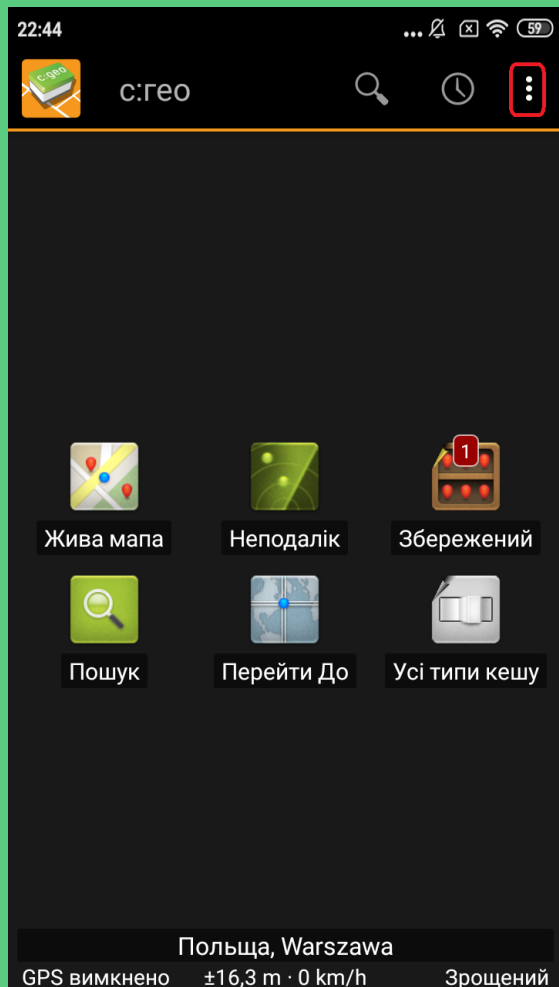 22:44
59
c:geo
с:гео
1
Жива мапа
Неподалік
Збережений
Пошук
Перейти До
Усі типи кешу
Польща, Warszawa
GPS вимкнено ±16,3 m · 0 km/h Зрощений